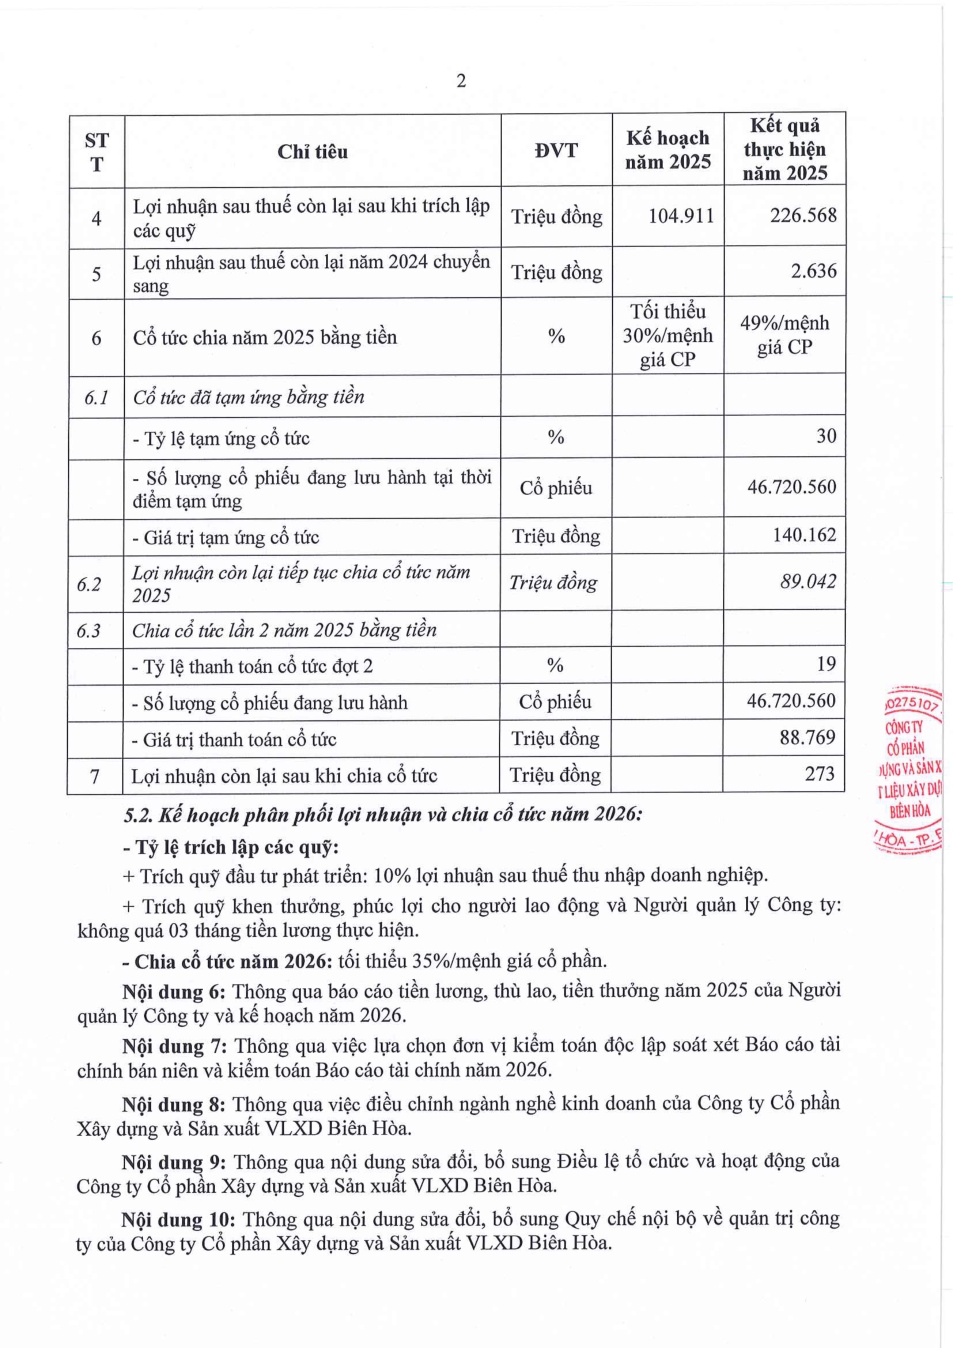 2
ST
T
Chỉ tiêu
ĐVT
Kế hoạch
năm 2025
Kết quả
thực hiện
năm 2025
4
Lợi nhuận sau thuế còn lại sau khi trích lập
các quỹ
Triệu đồng
104.911
226.568
5
Lợi nhuận sau thuế còn lại năm 2024 chuyển
sang
Triệu đồng
2.636
6
Cổ tức chia năm 2025 bằng tiền
%
Tối thiểu
30%/mệnh
giá CP
49%/mệnh
giá CP
6.1
Cổ tức đã tạm ứng bằng tiền
- Tỷ lệ tạm ứng cổ tức
%
30
- Số lượng cổ phiếu đang lưu hành tại thời
điểm tạm ứng
Cổ phiếu
46.720.560
- Giá trị tạm ứng cổ tức
Triệu đồng
140.162
6.2
Lợi nhuận còn lại tiếp tục chia cổ tức năm
2025
Triệu đồng
89.042
6.3
Chia cổ tức lần 2 năm 2025 bằng tiền
- Tỷ lệ thanh toán cổ tức đợt 2
%
19
- Số lượng cổ phiếu đang lưu hành
Cổ phiếu
46.720.560
- Giá trị thanh toán cổ tức
Triệu đồng
88.769
7
Lợi nhuận còn lại sau khi chia cổ tức
Triệu đồng
273
5.2. Kế hoạch phân phối lợi nhuận và chia cổ tức năm 2026:
- Tỷ lệ trích lập các quỹ:
+ Trích quỹ đầu tư phát triển: 10% lợi nhuận sau thuế thu nhập doanh nghiệp.
+ Trích quỹ khen thưởng, phúc lợi cho người lao động và Người quản lý Công ty:
không quá 03 tháng tiền lương thực hiện.
- Chia cổ tức năm 2026: tối thiểu 35%/mệnh giá cổ phần.
Nội dung 6: Thông qua báo cáo tiền lương, thù lao, tiền thưởng năm 2025 của Người
quản lý Công ty và kế hoạch năm 2026.
Nội dung 7: Thông qua việc lựa chọn đơn vị kiểm toán độc lập soát xét Báo cáo tài
chính bán niên và kiểm toán Báo cáo tài chính năm 2026.
Nội dung 8: Thông qua việc điều chỉnh ngành nghề kinh doanh của Công ty Cổ phần
Xây dựng và Sản xuất VLXD Biên Hòa.
Nội dung 9: Thông qua nội dung sửa đổi, bổ sung Điều lệ tổ chức và hoạt động của
Công ty Cổ phần Xây dựng và Sản xuất VLXD Biên Hòa.
Nội dung 10: Thông qua nội dung sửa đổi, bổ sung Quy chế nội bộ về quản trị công
ty của Công ty Cổ phần Xây dựng và Sản xuất VLXD Biên Hòa.
0275107
CÔNG TY
CỔ PHẦN
VÀ SẢN
LIỆU XÂY
BIÊN HÒA
HÒA - TP.